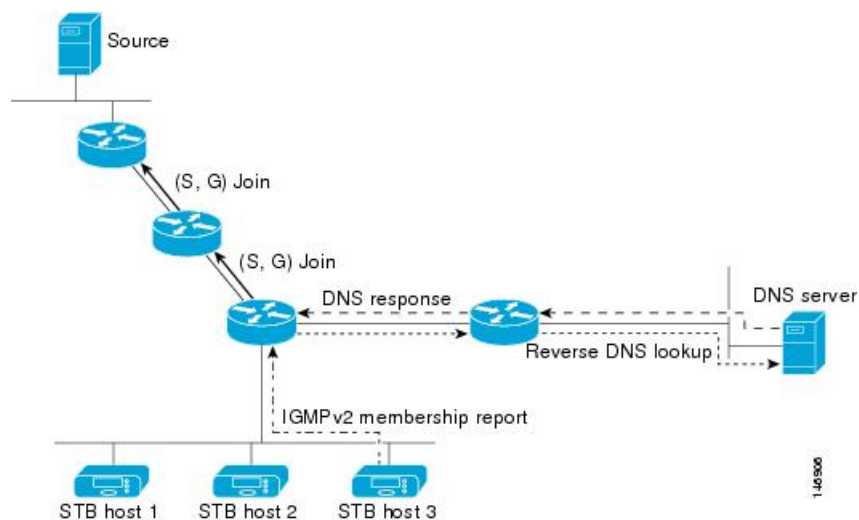 Source
(S, G) Join
(S, G) Join
DNS response
DNS server
Reverse DNS lookup
IGMPv2 membership report
STB host 1
STB host 2
STB host 3
146906